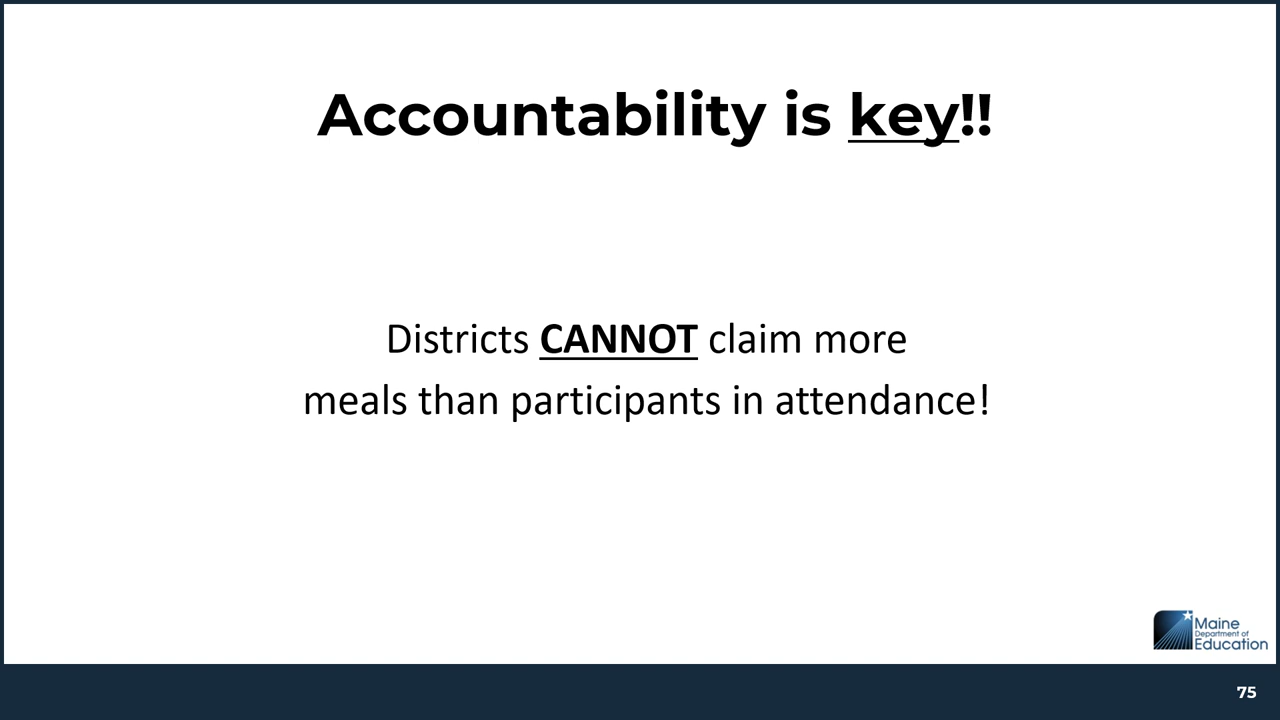 Accountability is key!!
Districts CANNOT claim more
meals than participants in attendance!
Maine
Department of
Education
75